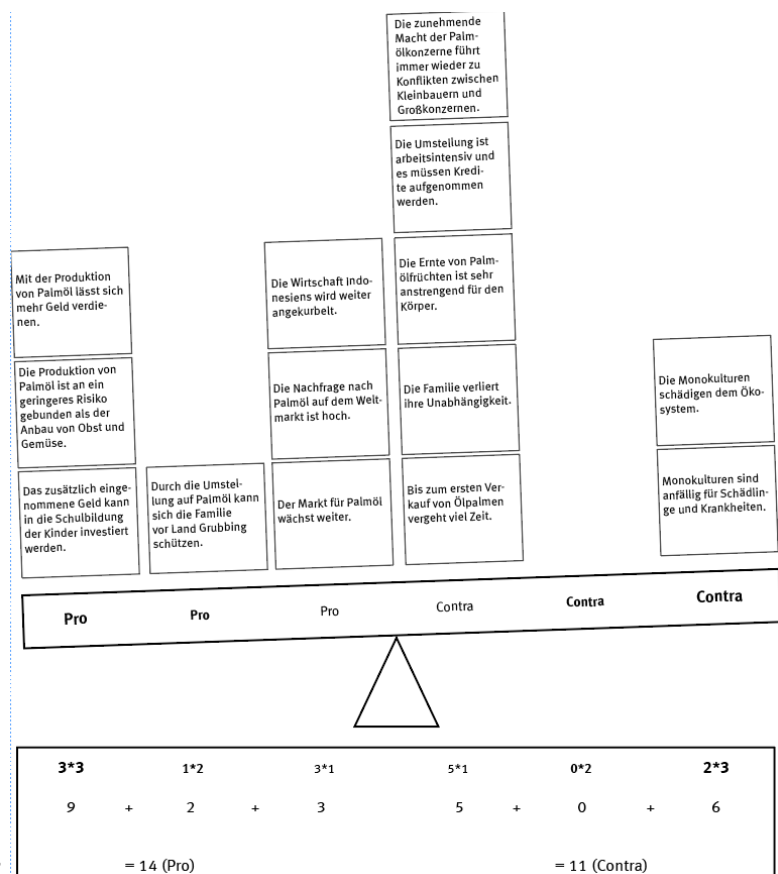 Die zunehmende
Macht der Palm-
ölkonzerne führt
immer wieder zu
Konflikten zwischen
Kleinbauern und
Großkonzernen.
Die Umstellung ist
arbeitsintensiv und
es müssen Kredi-
te aufgenommen
werden.
Mit der Produktion
von Palmöl lässt sich
mehr Geld verdie-
nen.
Die Wirtschaft Indo-
nesiens wird weiter
angekurbelt.
Die Ernte von Palm-
ölfrüchten ist sehr
anstrengend für den
Körper.
Die Produktion von
Palmöl ist an ein
geringeres Risiko
gebunden als der
Anbau von Obst und
Gemüse.
Die Nachfrage nach
Palmöl auf dem Welt-
markt ist hoch.
Die Familie verliert
ihre Unabhängigkeit.
Die Monokulturen
schädigen dem Öko-
system.
Das zusätzlich einge-
nommene Geld kann
in die Schulbildung
der Kinder investiert
werden.
Durch die Umstel-
lung auf Palmöl kann
sich die Familie
vor Land Grubbing
schützen.
Der Markt für Palmöl
wächst weiter.
Bis zum ersten Ver-
kauf von Ölpalmen
vergeht viel Zeit.
Monokulturen sind
anfällig für Schädlin-
ge und Krankheiten.
Pro Pro Pro Contra Contra Contra
3*3 1*2 3*1 5*1 0*2 2*3
9 + 2 + 3 5 + 0 + 6
= 14 (Pro) = 11 (Contra)